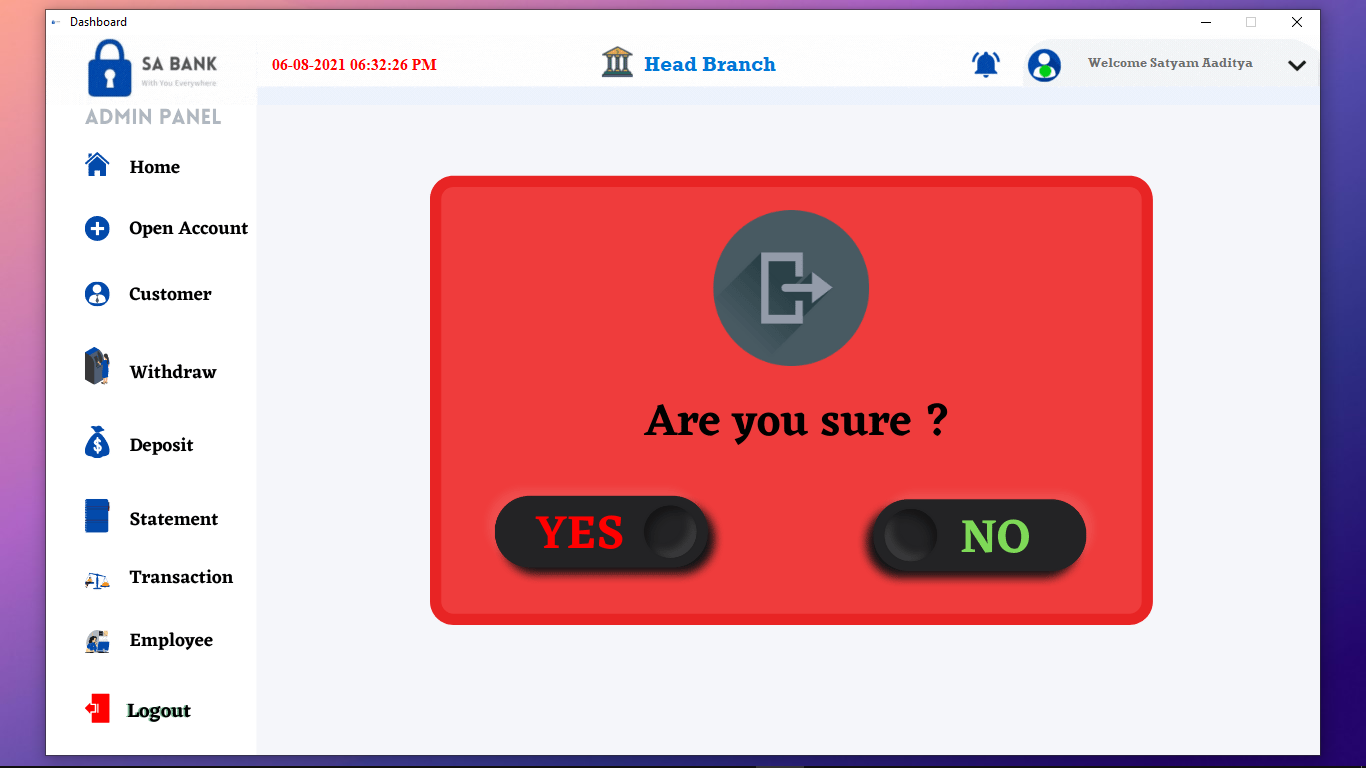 Dashboard
SA BANK
With You Everywhere
06-08-2021 06:32:26 PM
Head Branch
Welcome Satyam Aaditya
ADMIN PANEL
Home
Open Account
Customer
Withdraw
Deposit
Statement
Transaction
Employee
Logout
Are you sure ?
YES
NO